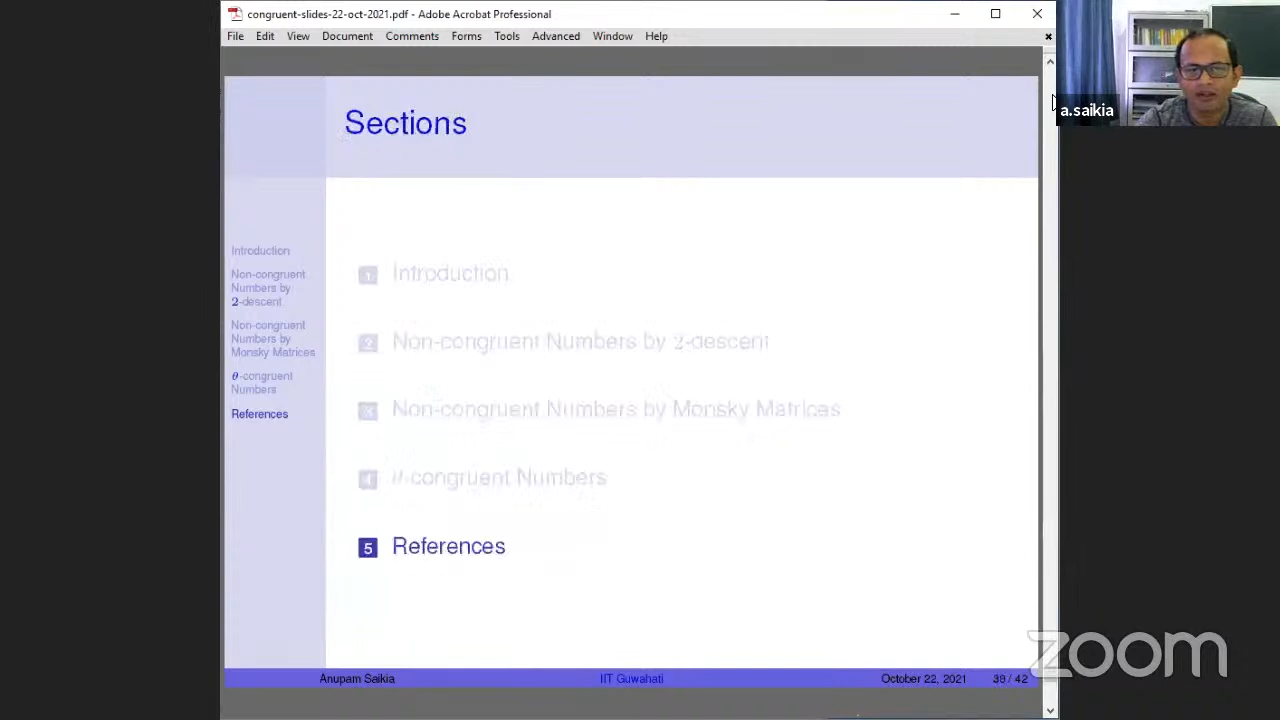 congruent-slides-22-oct-2021.pdf - Adobe Acrobat Professional
File Edit View Document Comments Forms Tools Advanced Window Help
a.saikia
Sections
Introduction
Non-congruent
Numbers by
2-descent
Non-congruent
Numbers by
Monsky Matrices
θ-congruent
Numbers
References
1 Introduction
2 Non-congruent Numbers by 2-descent
3 Non-congruent Numbers by Monsky Matrices
4 θ-congruent Numbers
5 References
Anupam Saikia IIT Guwahati October 22, 2021 39 / 42
zoom